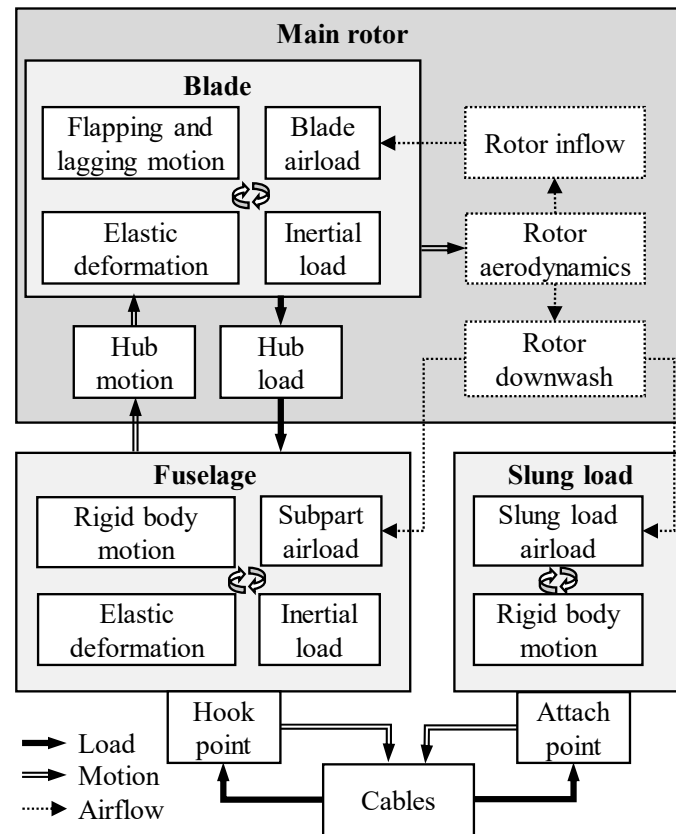 Main rotor
Blade
Flapping and
lagging motion
Blade
airload
Elastic
deformation
Inertial
load
Rotor inflow
Rotor
aerodynamics
Rotor
downwash
Hub
motion
Hub
load
Fuselage
Rigid body
motion
Subpart
airload
Elastic
deformation
Inertial
load
Slung load
Slung load
airload
Rigid body
motion
Hook
point
Attach
point
Cables
Load
Motion
Airflow